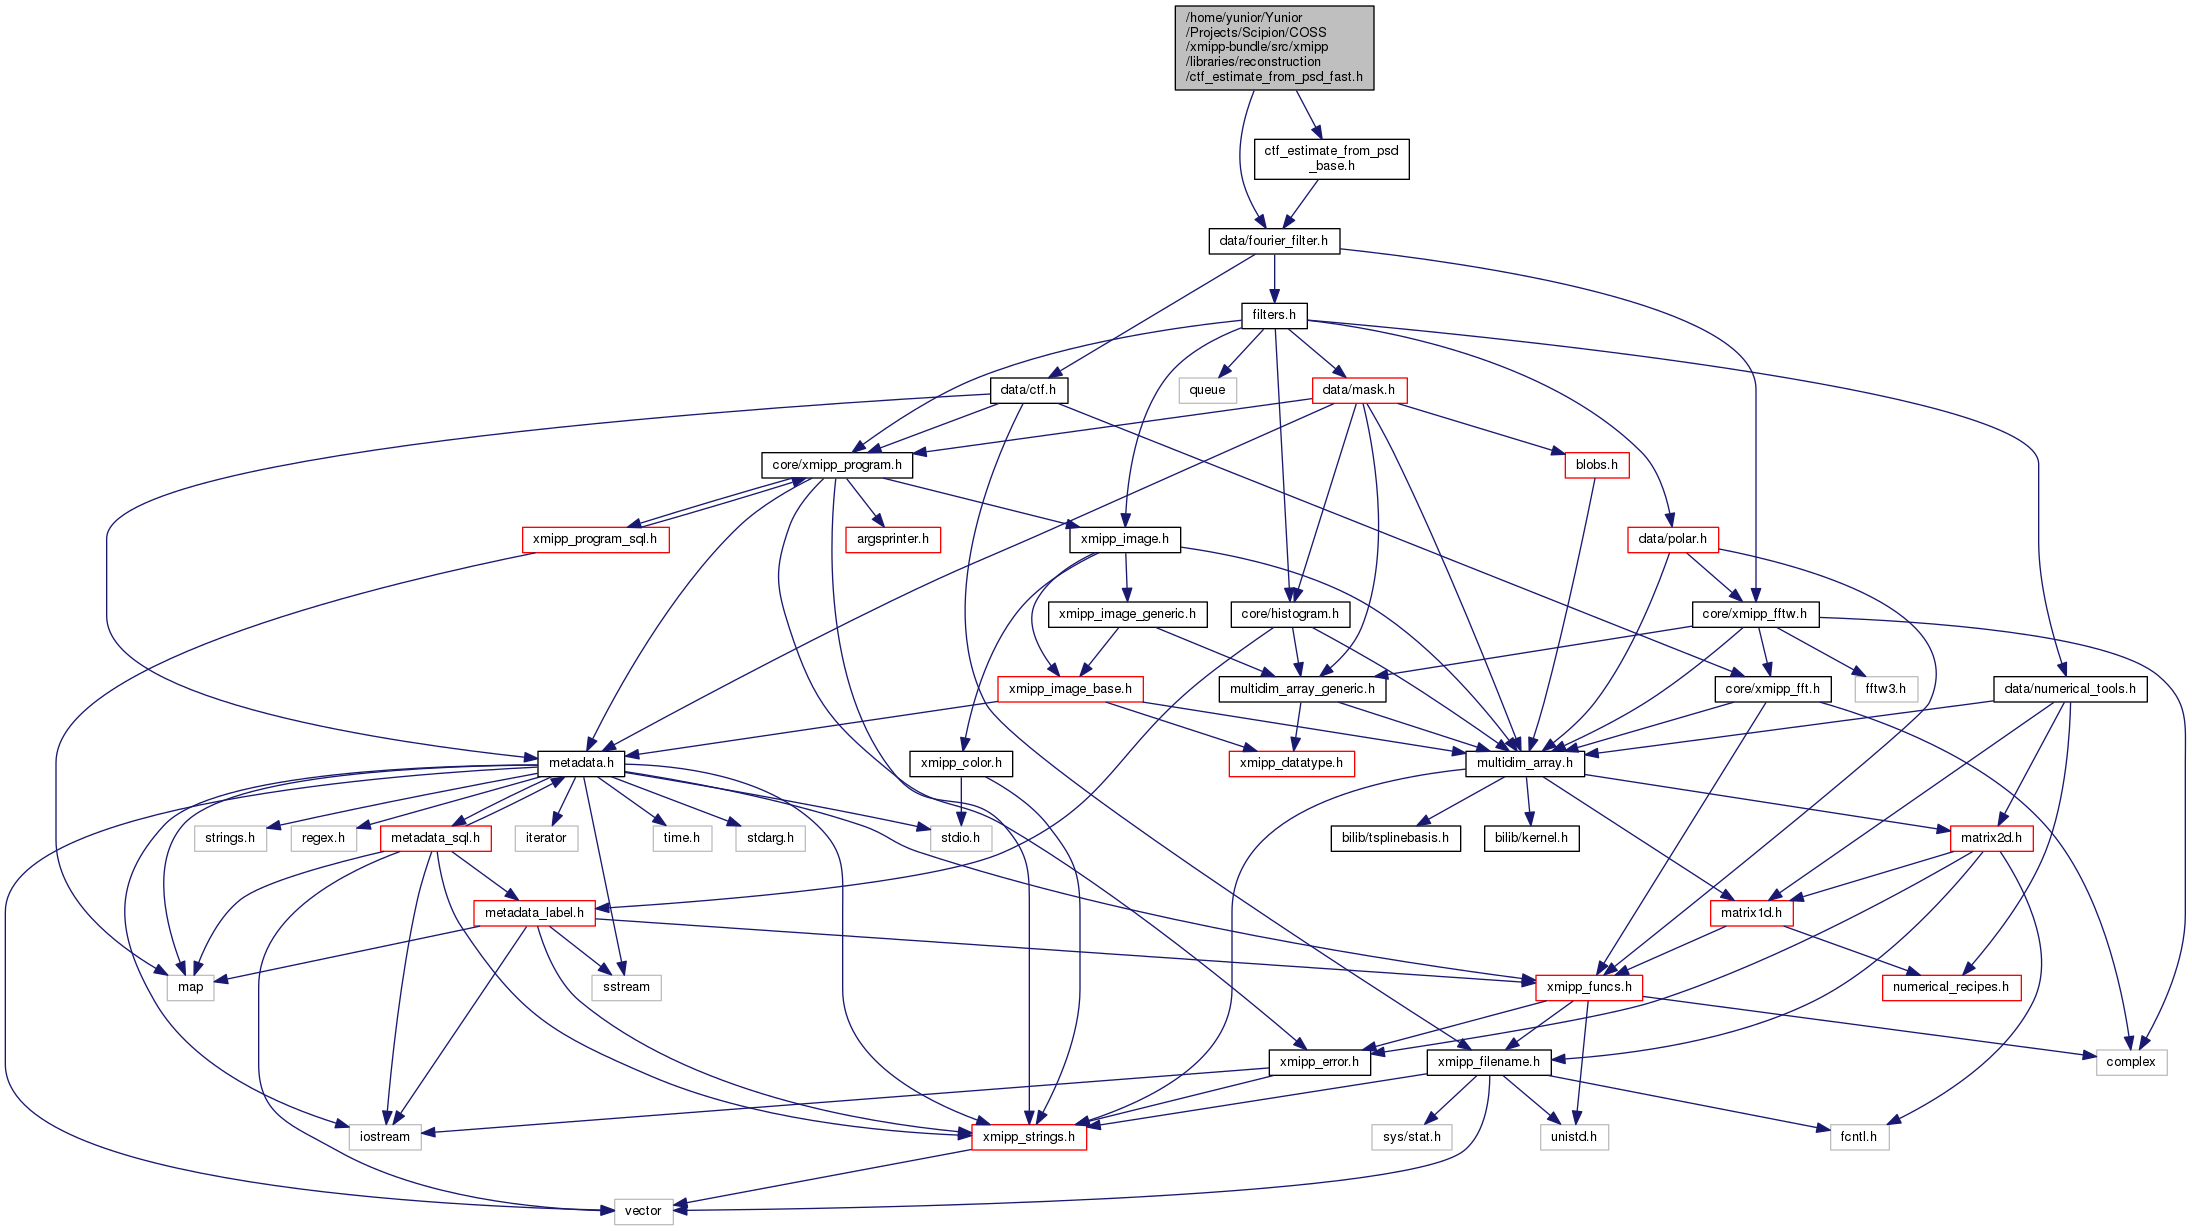 /home/yunior/Yunior
/Projects/Scipion/COSS
/xmipp-bundle/src/xmipp
/libraries/reconstruction
/ctf_estimate_from_psd_fast.h
ctf_estimate_from_psd
_base.h
data/fourier_filter.h
filters.h
data/ctf.h
queue
data/mask.h
core/xmipp_program.h
blobs.h
xmipp_program_sql.h
argsprinter.h
xmipp_image.h
data/polar.h
xmipp_image_generic.h
core/histogram.h
core/xmipp_fftw.h
xmipp_image_base.h
multidim_array_generic.h
core/xmipp_fft.h
fftw3.h
data/numerical_tools.h
metadata.h
xmipp_color.h
xmipp_datatype.h
multidim_array.h
strings.h
regex.h
metadata_sql.h
iterator
time.h
stdarg.h
stdio.h
bilib/tsplinebasis.h
bilib/kernel.h
matrix2d.h
metadata_label.h
matrix1d.h
map
sstream
xmipp_funcs.h
numerical_recipes.h
xmipp_error.h
xmipp_filename.h
complex
iostream
xmipp_strings.h
sys/stat.h
unistd.h
fcntl.h
vector